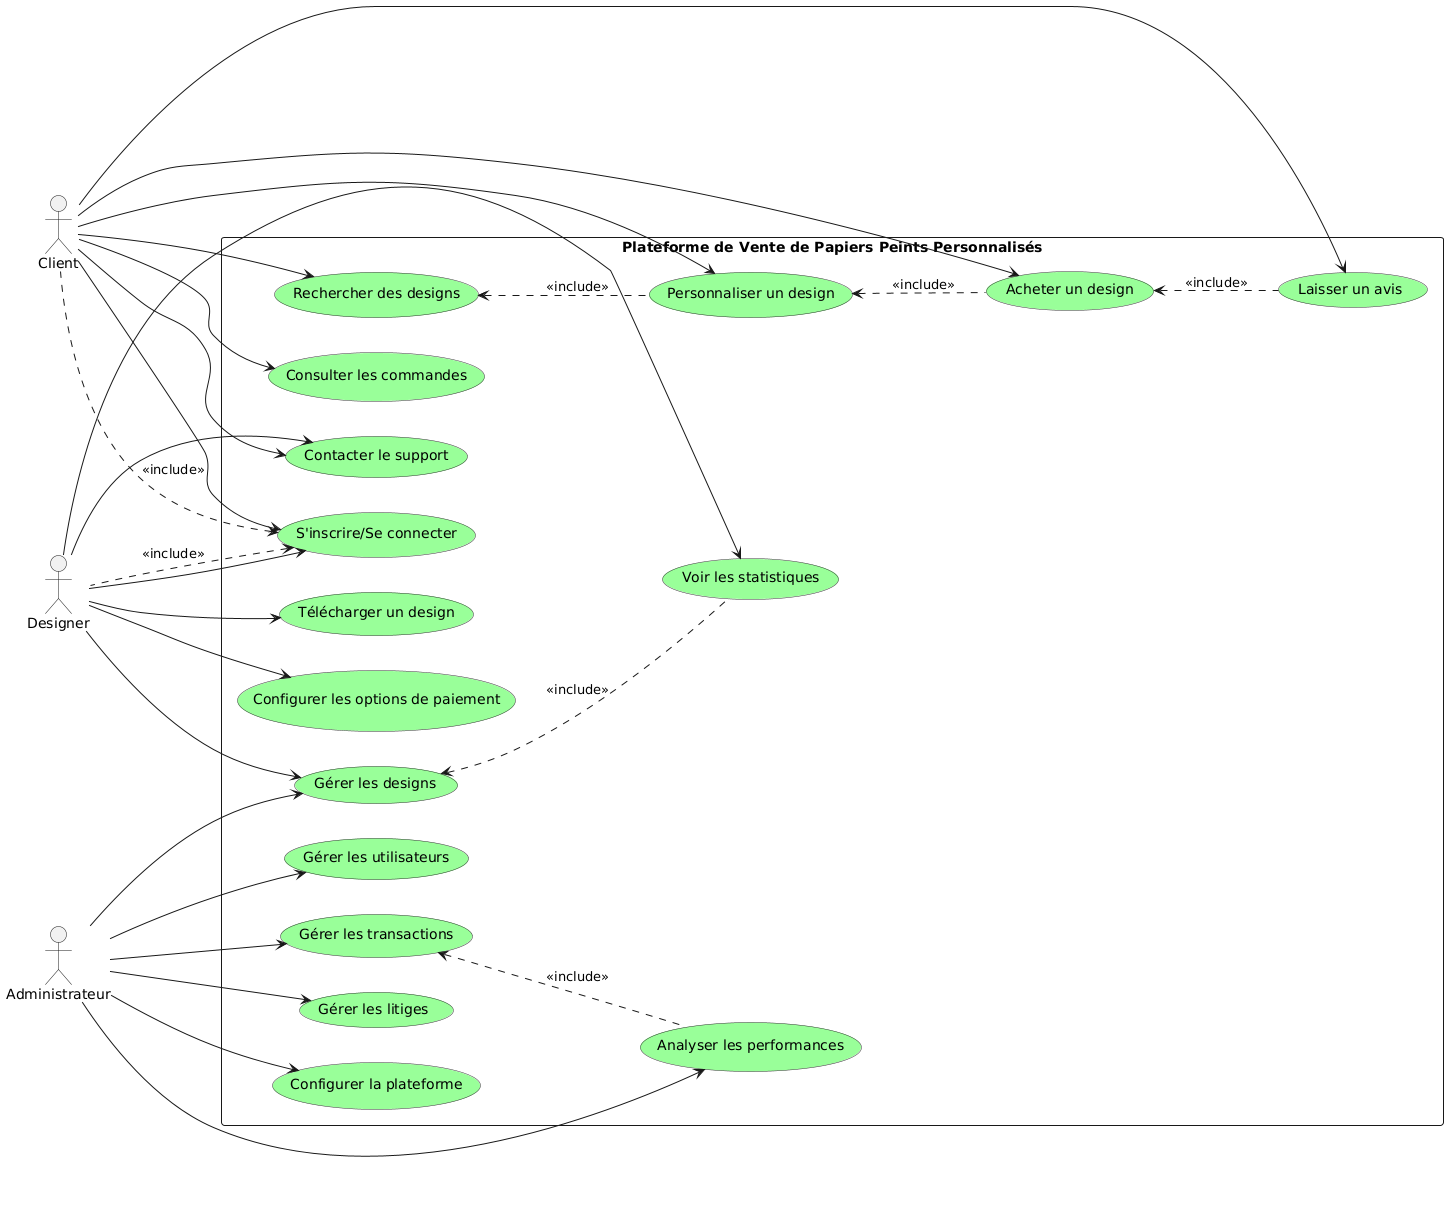 Plateforme de Vente de Papiers Peints Personnalisés
Client
Rechercher des designs
«include»
Personnaliser un design
«include»
Acheter un design
«include»
Laisser un avis
Consulter les commandes
Contacter le support
«include»
S'inscrire/Se connecter
«include»
Voir les statistiques
Designer
Télécharger un design
«include»
Configurer les options de paiement
Gérer les designs
Gérer les utilisateurs
Gérer les transactions
«include»
Administrateur
Gérer les litiges
Analyser les performances
Configurer la plateforme